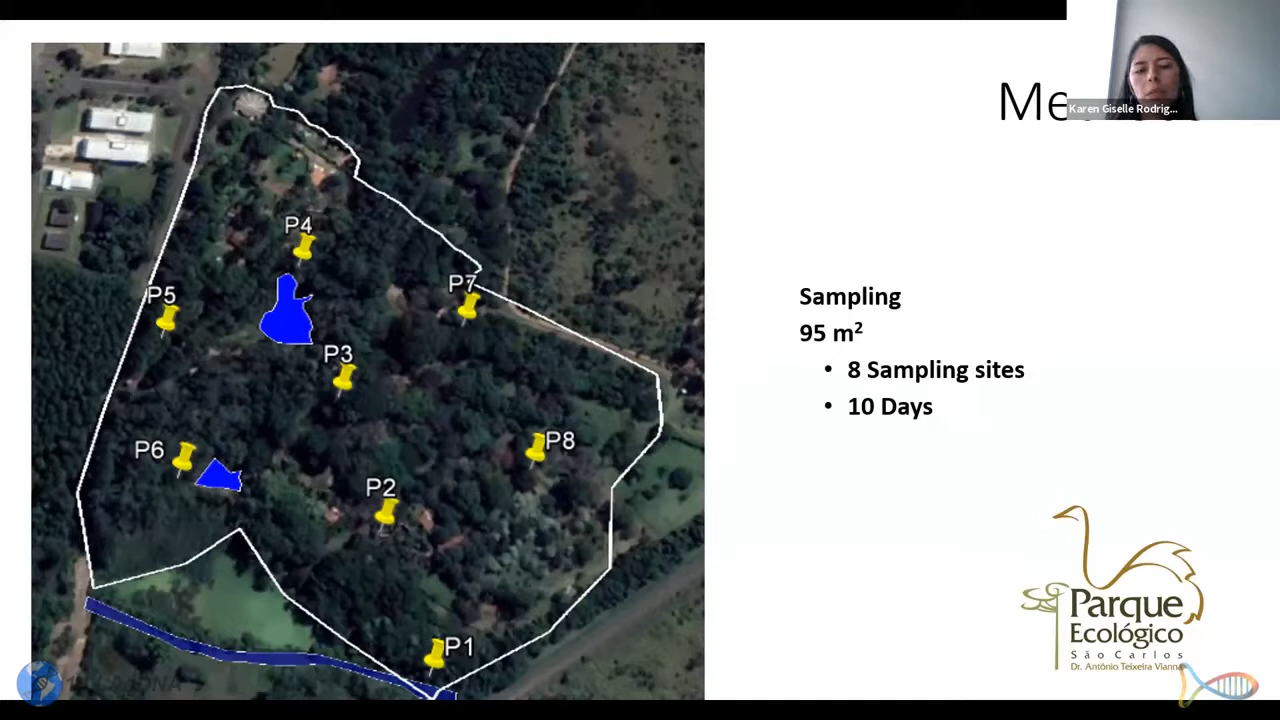 Me
Karen Giselle Rodrig...
P4
P7
P5
P3
P6
P8
P2
P1
Sampling
95 m²
• 8 Sampling sites
• 10 Days
Parque
Ecológico
São Carlos
Dr. Antônio Teixeira Vianna